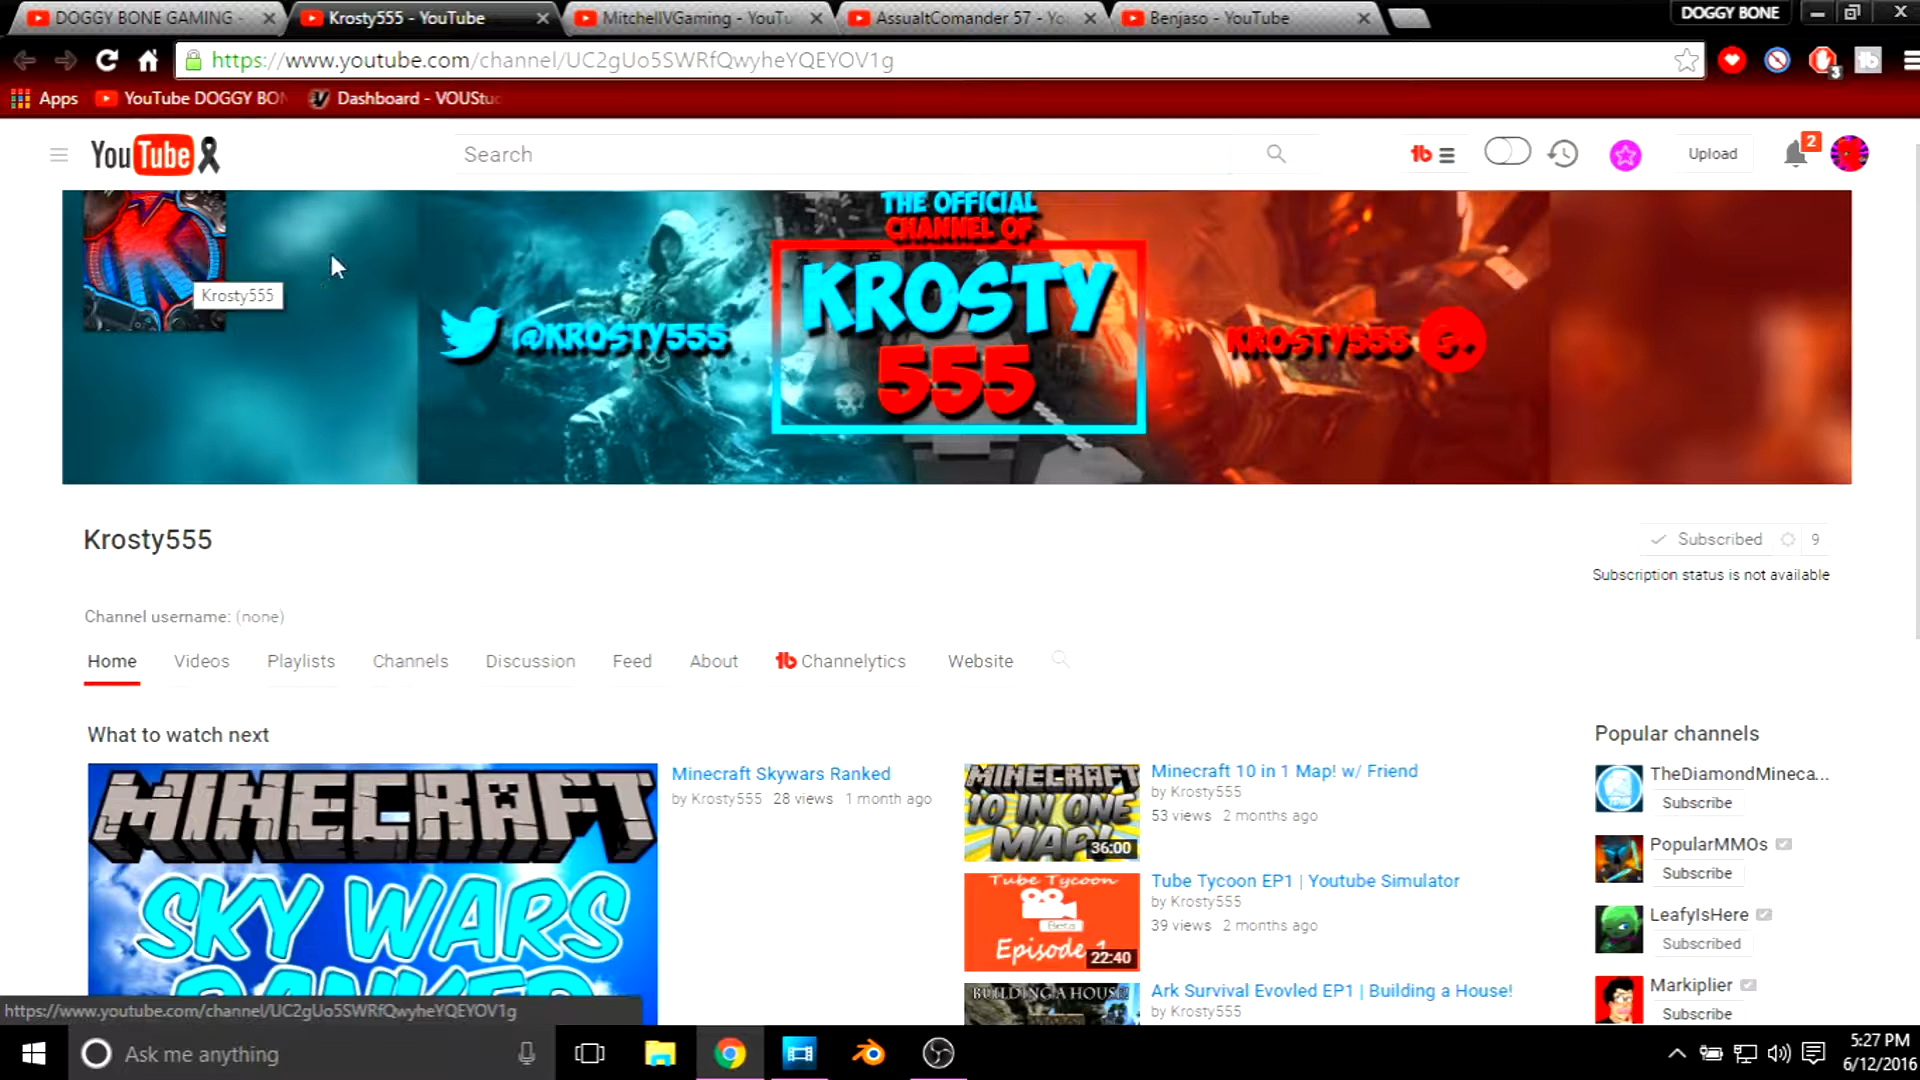 DOGGY BONE GAMING -
Krosty555 - YouTube
MitchellVGaming - YouTu
AssualtComander 57 - Yo
Benjaso - YouTube
DOGGY BONE
https://www.youtube.com/channel/UC2gUo5SWRfQwyheYQEYOV1g
3
Apps
YouTube DOGGY BON
Dashboard - VOUStu
YouTube
Search
Upload
2
THE OFFICIAL
CHANNEL OF
KROSTY
555
@KROSTY555
KROSTY555
Krosty555
Krosty555
Subscribed
9
Subscription status is not available
Channel username: (none)
Home
Videos
Playlists
Channels
Discussion
Feed
About
Channelytics
Website
What to watch next
MINECRAFT
SKY WARS
RANKED
Minecraft Skywars Ranked
by Krosty555 28 views 1 month ago
MINECRAFT
10 IN ONE
MAP!
36:00
Minecraft 10 in 1 Map! w/ Friend
by Krosty555
53 views 2 months ago
Tube Tycoon
Beta
Episode 1
22:40
Tube Tycoon EP1 | Youtube Simulator
by Krosty555
39 views 2 months ago
BUILDING A HOUSE!
Ark Survival Evovled EP1 | Building a House!
by Krosty555
Popular channels
TheDiamondMineca...
Subscribe
PopularMMOs
Subscribe
LeafyIsHere
Subscribed
Markiplier
Subscribe
https://www.youtube.com/channel/UC2gUo5SWRfQwyheYQEYOV1g
Ask me anything
5:27 PM
6/12/2016